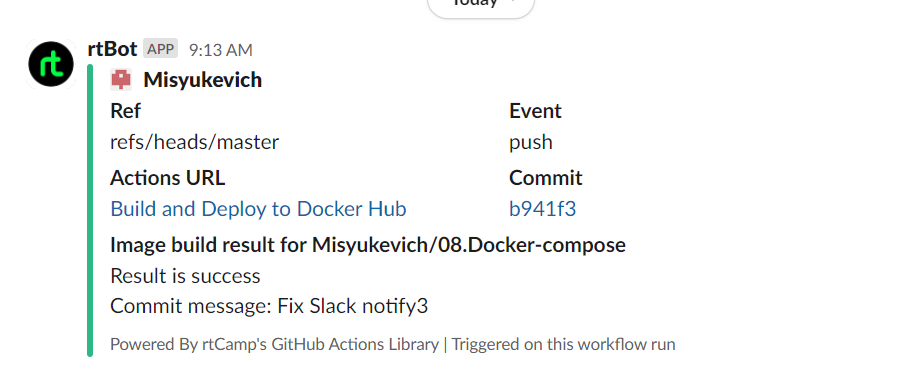 Today
rt
rtBot APP 9:13 AM
Misyukevich
Ref
Event
refs/heads/master
push
Actions URL
Commit
Build and Deploy to Docker Hub
b941f3
Image build result for Misyukevich/08.Docker-compose
Result is success
Commit message: Fix Slack notify3
Powered By rtCamp's GitHub Actions Library | Triggered on this workflow run